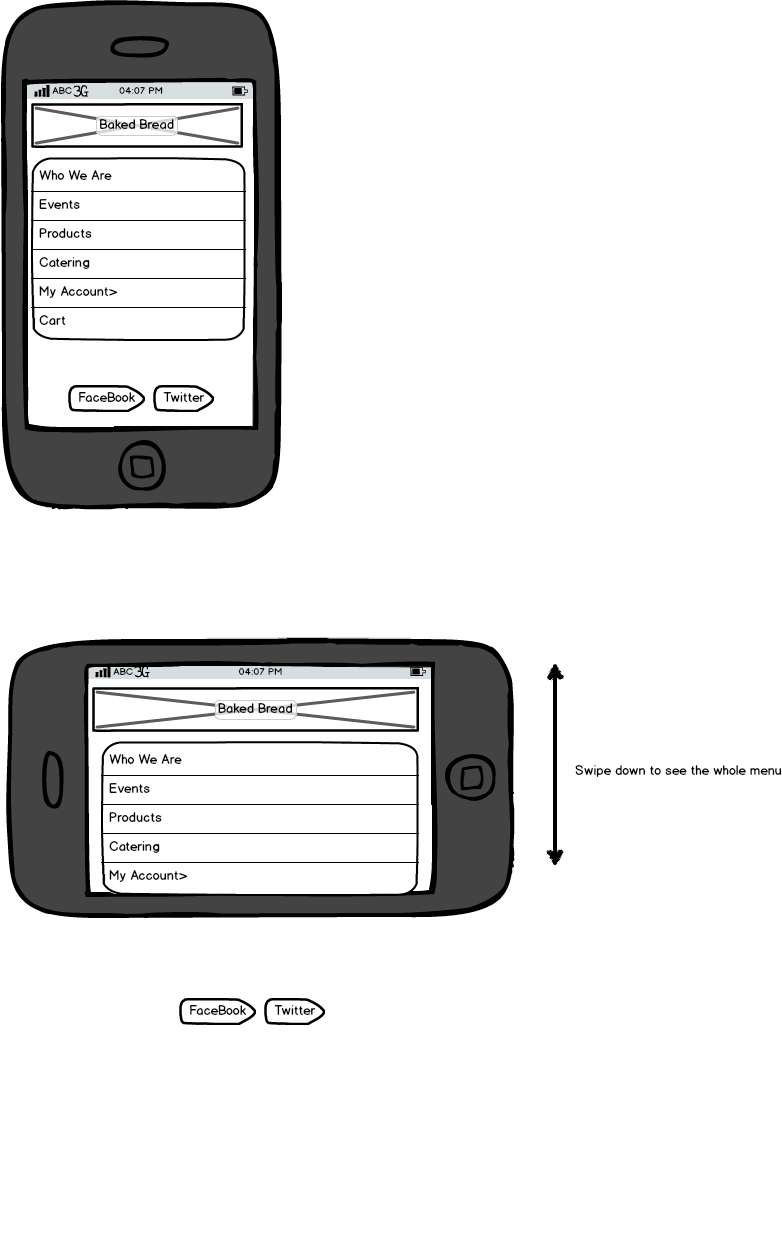 ABC 3G 04:07 PM
Baked Bread
Who We Are
Events
Products
Catering
My Account>
Cart
FaceBook Twitter
ABC 3G 04:07 PM
Baked Bread
Who We Are
Events
Products
Catering
My Account>
Swipe down to see the whole menu
FaceBook Twitter